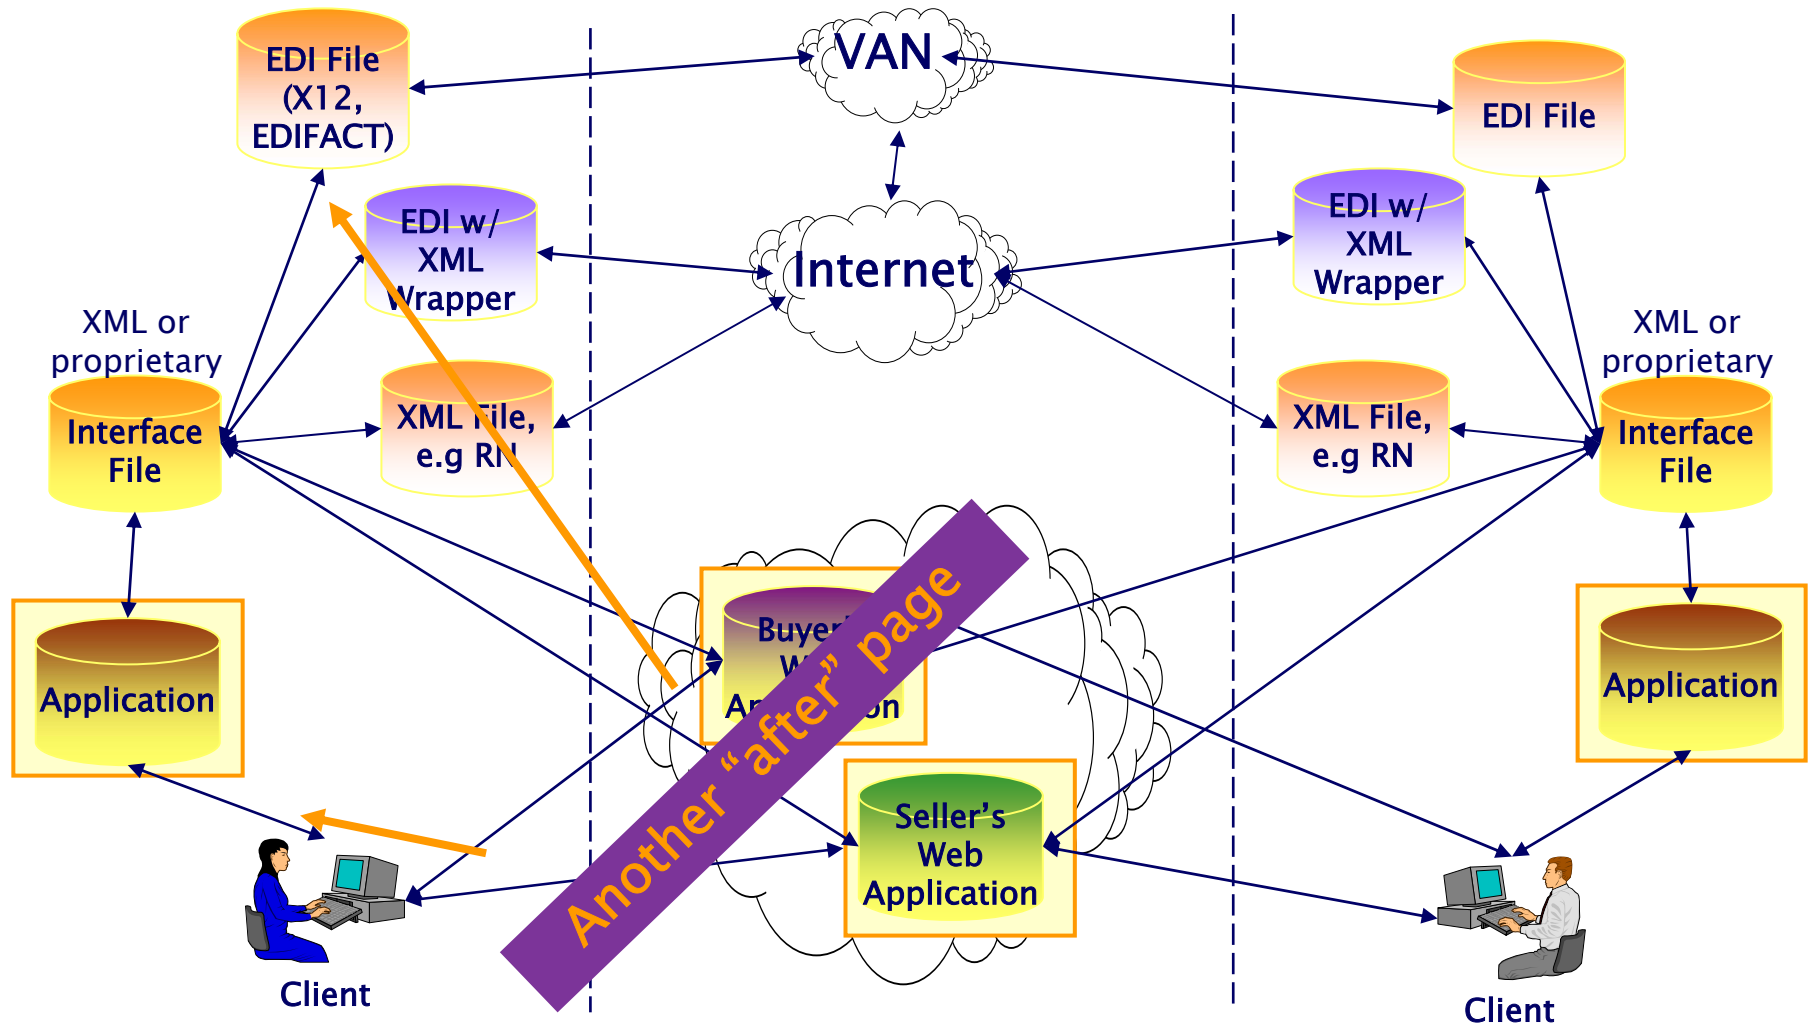 EDI File
(X12,
EDIFACT)
VAN
EDI File
EDI w/
XML
Wrapper
Internet
EDI w/
XML
Wrapper
XML or
proprietary
XML or
proprietary
Interface
File
XML File,
e.g RN
XML File,
e.g RN
Interface
File
Application
Another “after” page
Application
Seller’s
Web
Application
Client
Client